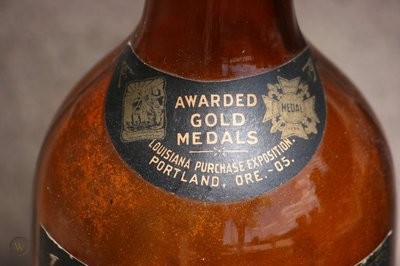 AWARDED
GOLD
MEDALS
MEDAL
LOUISIANA PURCHASE EXPOSITION.
PORTLAND, ORE.-05.